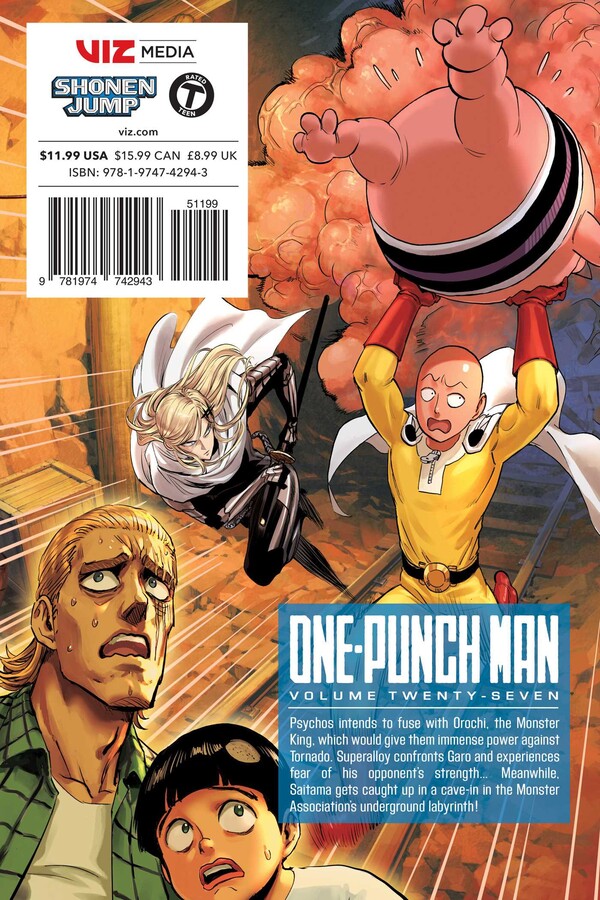 VIZ MEDIA
SHONEN
JUMP
RATED
T
TEEN
viz.com
$11.99 USA $15.99 CAN £8.99 UK
ISBN: 978-1-9747-4294-3
51199
9 781974 742943
ONE-PUNCH MAN
VOLUME TWENTY-SEVEN
Psychos intends to fuse with Orochi, the Monster
King, which would give them immense power against
Tornado. Superalloy confronts Garo and experiences
fear of his opponent's strength... Meanwhile,
Saitama gets caught up in a cave-in in the Monster
Association's underground labyrinth!